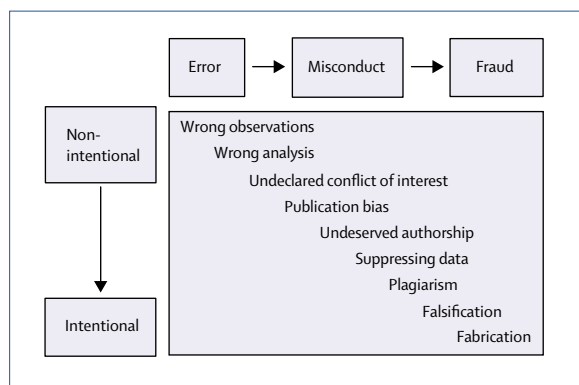 Error
Misconduct
Fraud
Non-
intentional
Intentional
Wrong observations
Wrong analysis
Undeclared conflict of interest
Publication bias
Undeserved authorship
Suppressing data
Plagiarism
Falsification
Fabrication